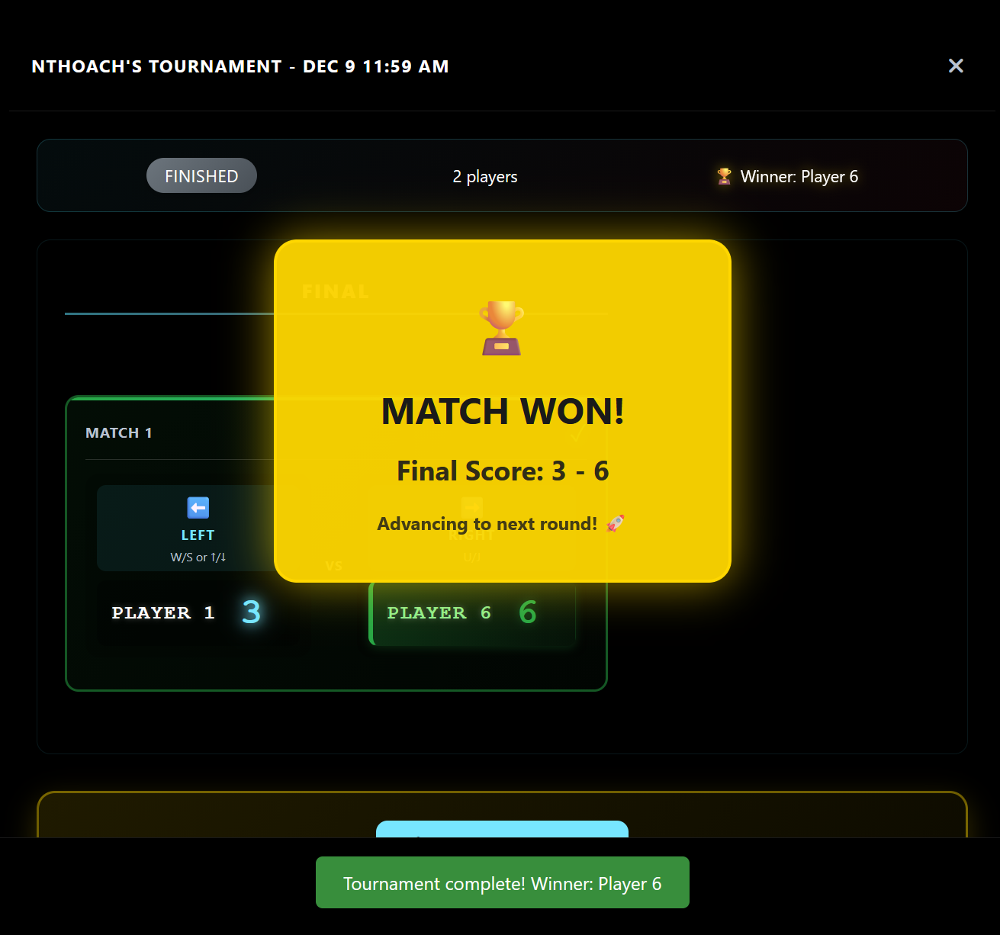 NTHOACH'S TOURNAMENT - DEC 9 11:59 AM
FINISHED
2 players
🏆 Winner: Player 6
FINAL
MATCH WON!
Final Score: 3 - 6
Advancing to next round! 🚀
MATCH 1
LEFT
W/S or ↑/↓
VS
RIGHT
PLAYER 1 3
PLAYER 6 6
Tournament complete! Winner: Player 6